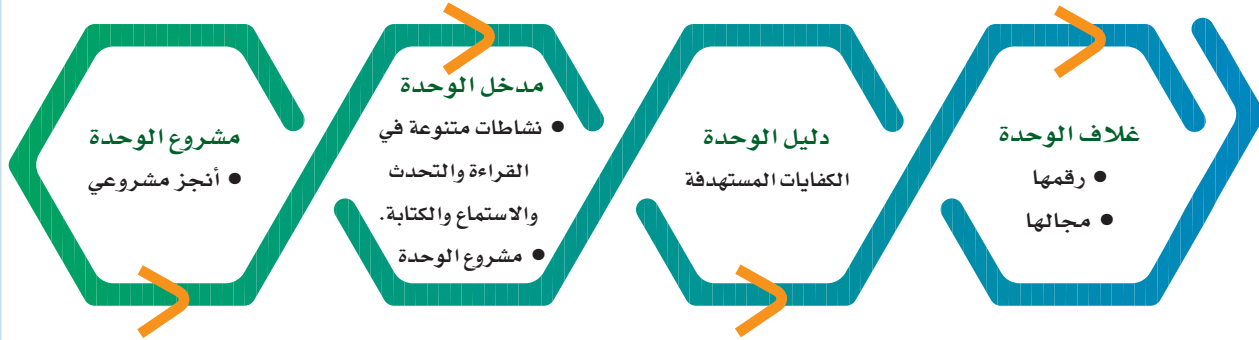 غلاف الوحدة
• رقمها
• مجالها
دليل الوحدة
الكفايات المستهدفة
مدخل الوحدة
• نشاطات متنوعة في
القراءة والتحدث
والاستماع والكتابة.
• مشروع الوحدة
مشروع الوحدة
• أنجز مشروعي